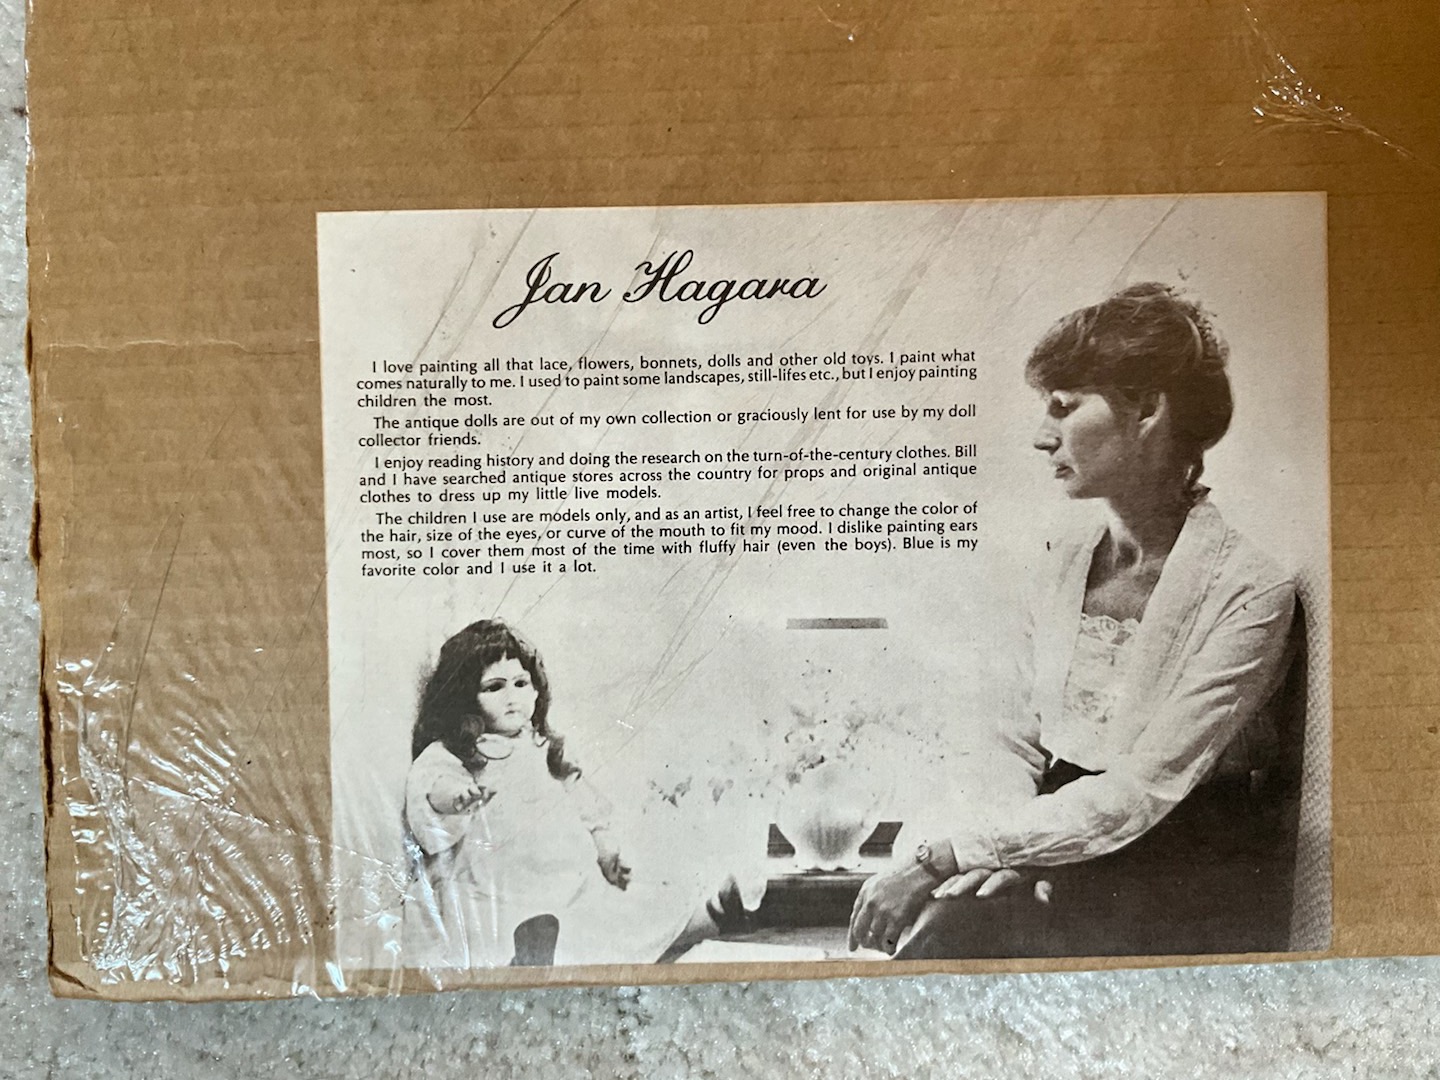 Jan Hagara
I love painting all that lace, flowers, bonnets, dolls and other old toys. I paint what
comes naturally to me. I used to paint some landscapes, still-lifes etc., but I enjoy painting
children the most.
The antique dolls are out of my own collection or graciously lent for use by my doll
collector friends.
I enjoy reading history and doing the research on the turn-of-the-century clothes. Bill
and I have searched antique stores across the country for props and original antique
clothes to dress up my little live models.
The children I use are models only, and as an artist, I feel free to change the color of
the hair, size of the eyes, or curve of the mouth to fit my mood. I dislike painting ears
most, so I cover them most of the time with fluffy hair (even the boys). Blue is my
favorite color and I use it a lot.